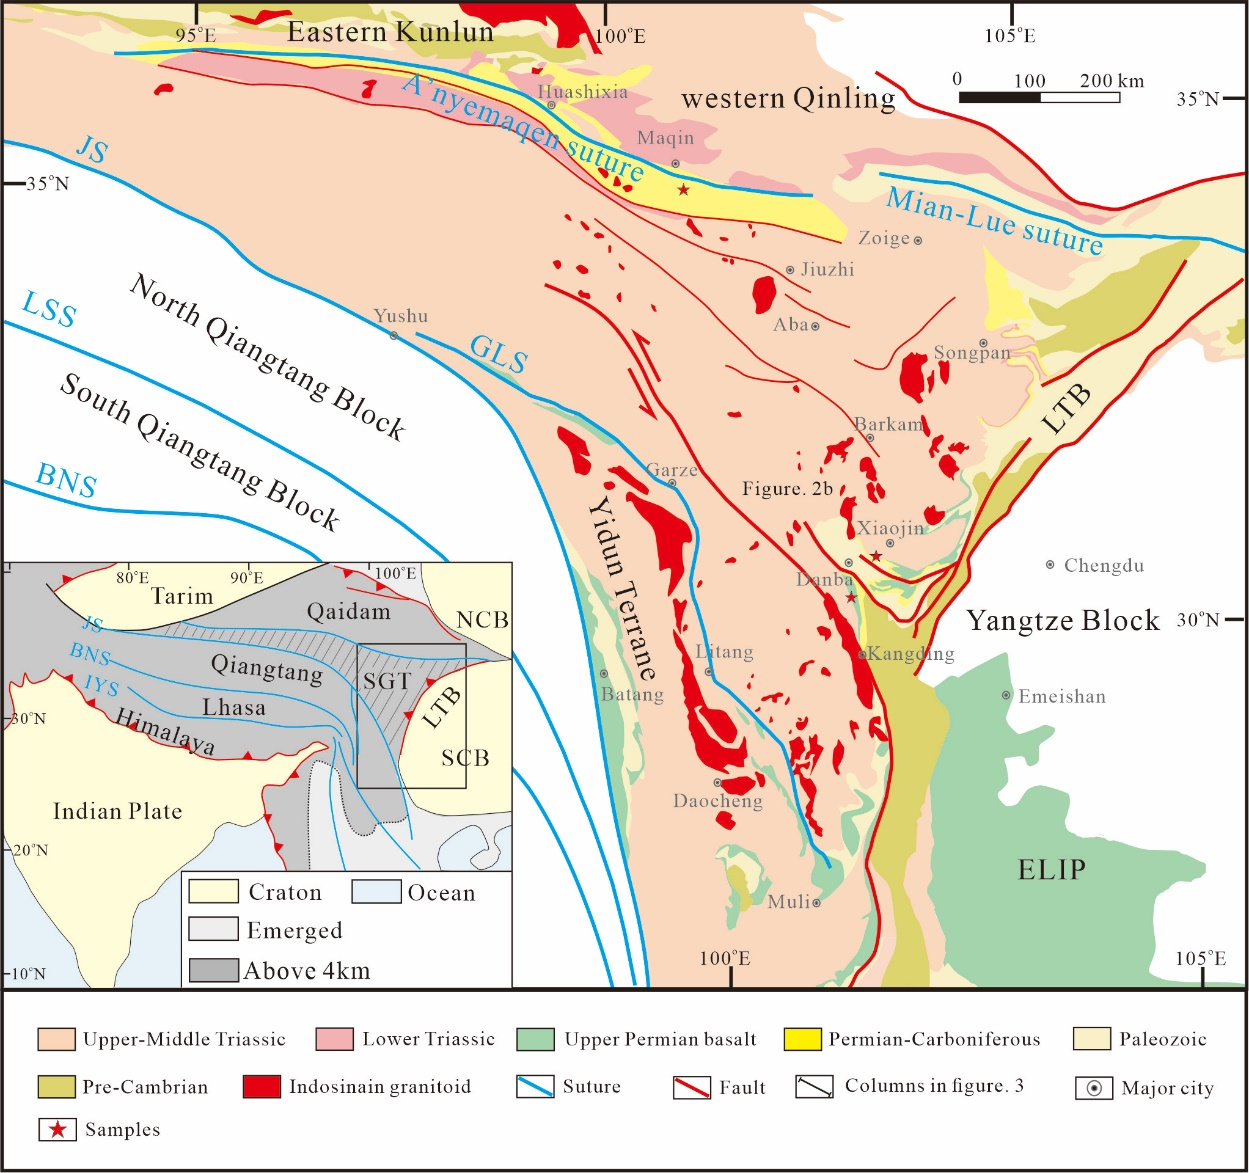 95°E
Eastern Kunlun
100°E
105°E
0 100 200 km
35°N
Huashixia
western Qinling
A'nyemaqen suture
Maqin
JS
35°N
Mian-Lue suture
Zoige
Jiuzhi
North Qiangtang Block
LSS
Yushu
Aba
GLS
Songpan
South Qiangtang Block
LTB
Barkam
BNS
Garze
Figure. 2b
Yidun Terrane
Xiaojin
Chengdu
Danba
Yangtze Block
30°N
Litang
Kangding
Batang
Emeishan
Daocheng
ELIP
Muli
100°E
105°E
80°E
90°E
100°E
Tarim
Qaidam
NCB
JS
BNS
Qiangtang
SGT
IYS
Lhasa
LTB
30°N
Himalaya
SCB
Indian Plate
20°N
10°N
Craton
Ocean
Emerged
Above 4km
Upper-Middle Triassic
Lower Triassic
Upper Permian basalt
Permian-Carboniferous
Paleozoic
Pre-Cambrian
Indosinain granitoid
Suture
Fault
Columns in figure. 3
Major city
Samples